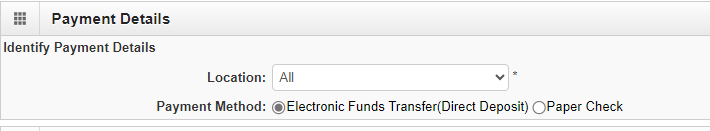 Payment Details
Identify Payment Details
Location: All *
Payment Method: Electronic Funds Transfer(Direct Deposit) Paper Check